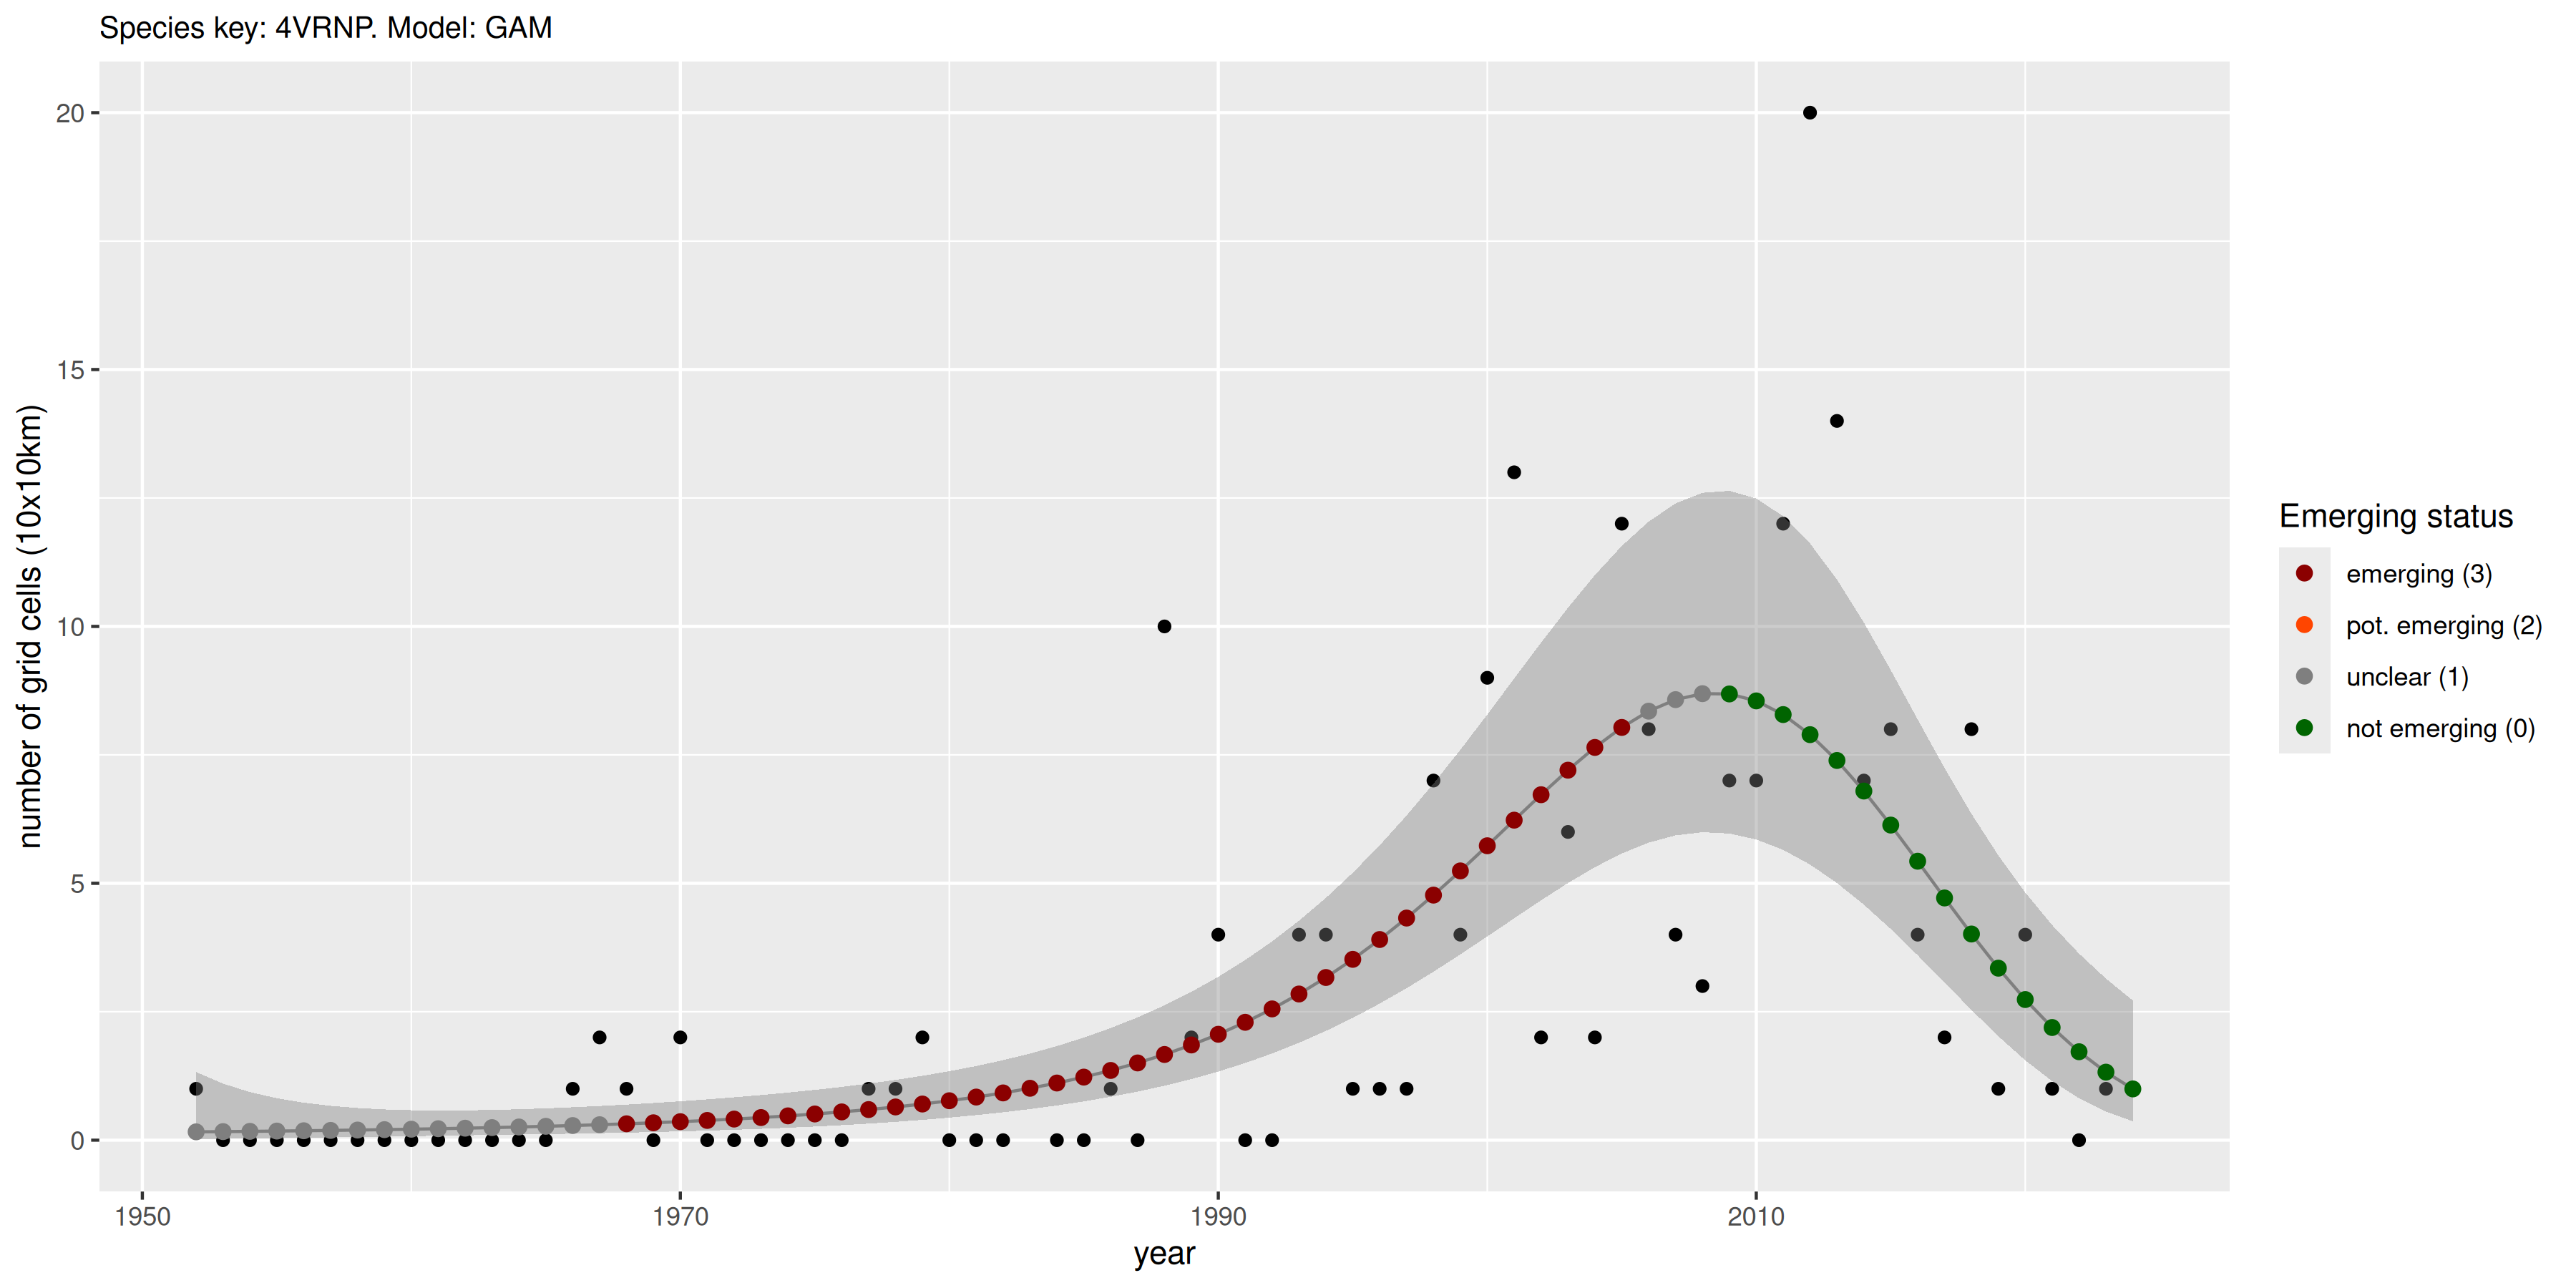 Species key: 4VRNP. Model: GAM
20
15
10
5
0
number of grid cells (10x10km)
1950
1970
1990
2010
year
Emerging status
emerging (3)
pot. emerging (2)
unclear (1)
not emerging (0)